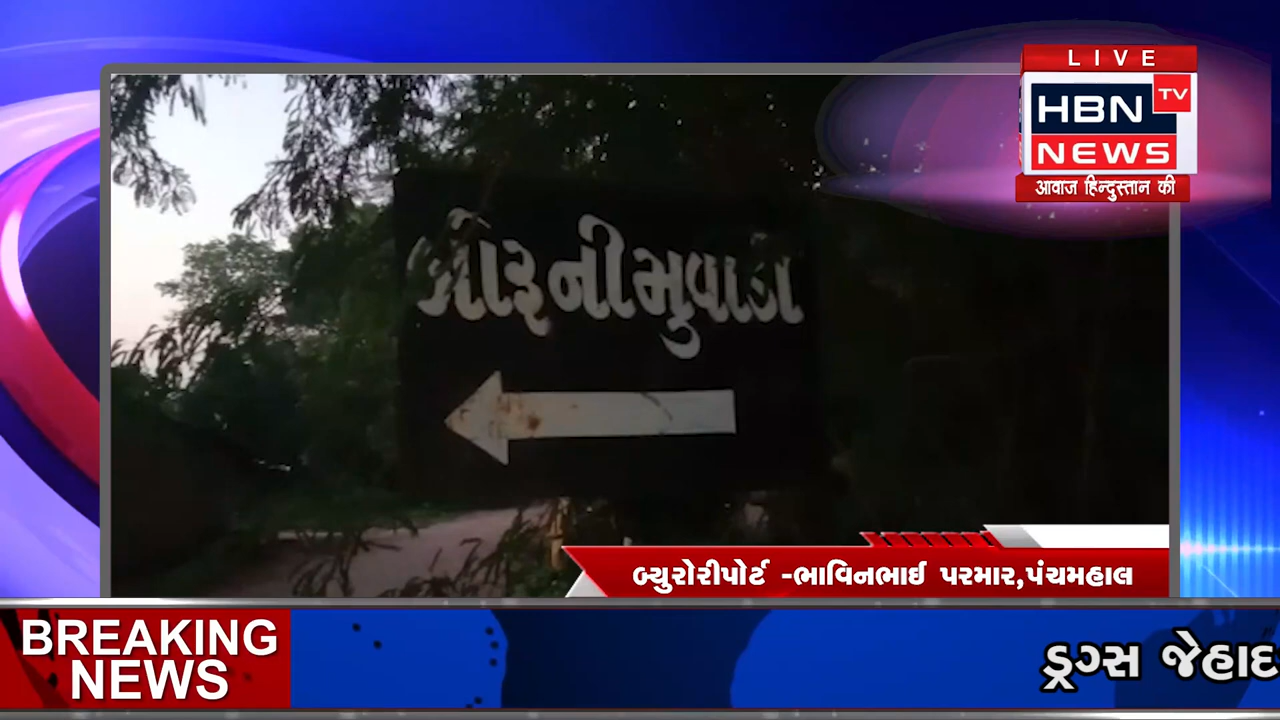 LIVE
HBN TV
NEWS
आवाज हिन्दुस्तान की
બ્યુરોરીપોર્ટ -ભાવિનભાઈ પરમાર,પંચમહાલ
BREAKING
NEWS
ડ્રગ્સ જેહાદ